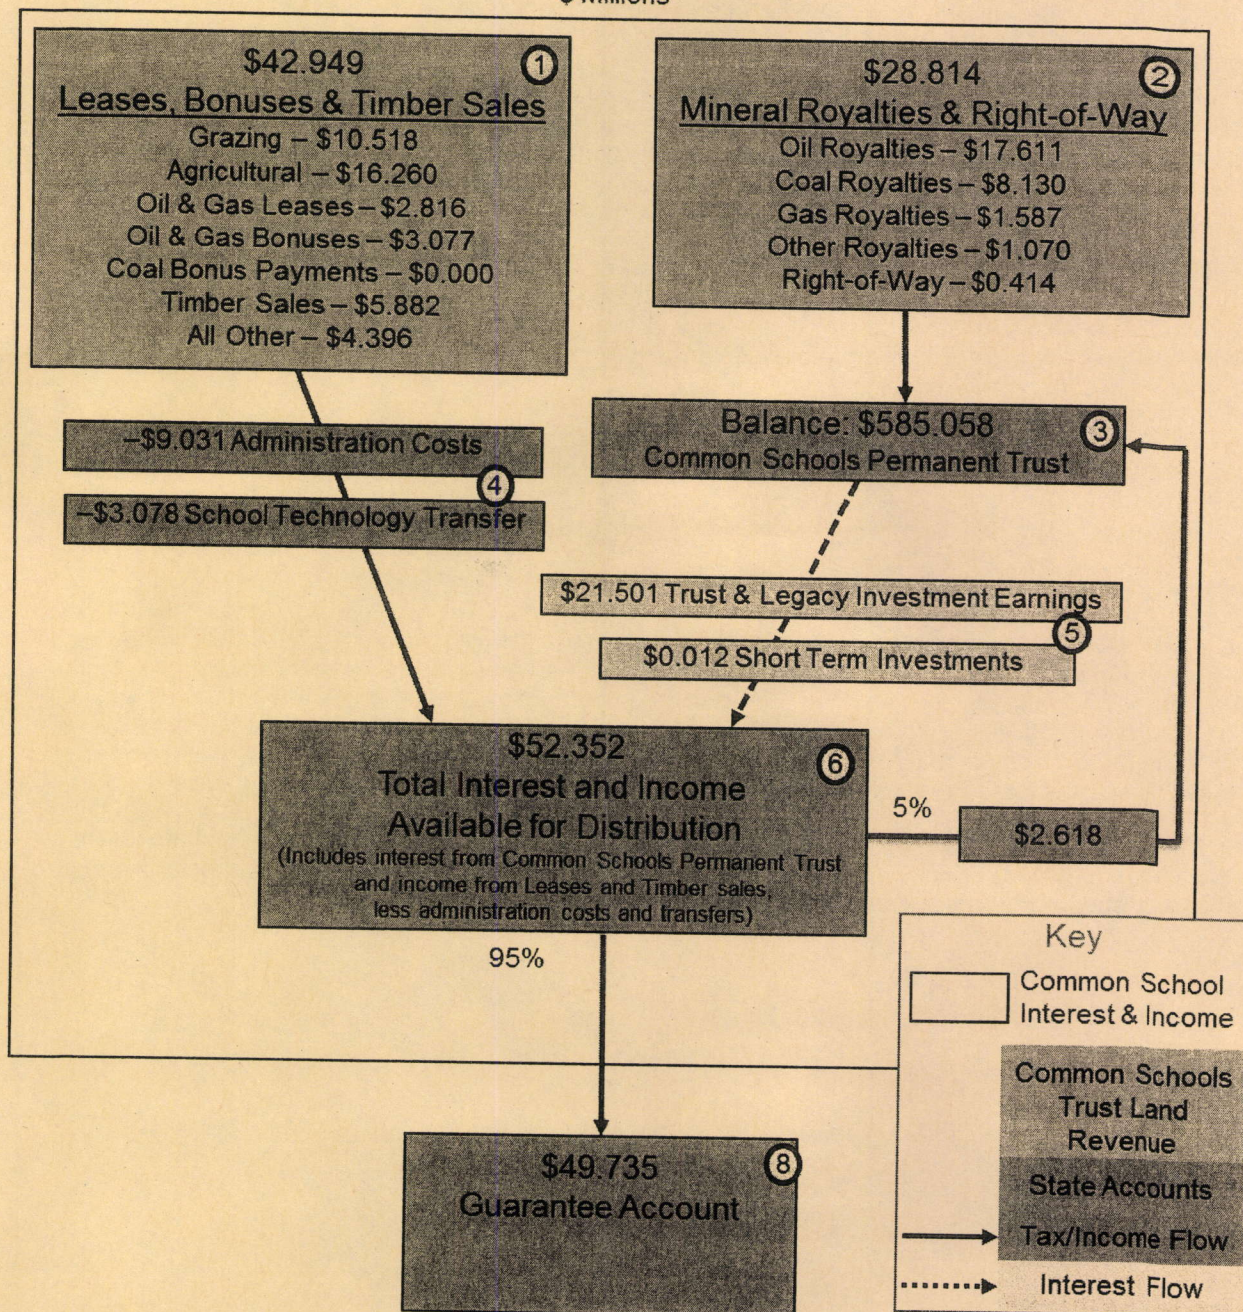 $42.949
1
Leases, Bonuses & Timber Sales
Grazing – $10.518
Agricultural – $16.260
Oil & Gas Leases – $2.816
Oil & Gas Bonuses – $3.077
Coal Bonus Payments – $0.000
Timber Sales – $5.882
All Other – $4.396
$28.814
2
Mineral Royalties & Right-of-Way
Oil Royalties – $17.611
Coal Royalties – $8.130
Gas Royalties – $1.587
Other Royalties – $1.070
Right-of-Way – $0.414
–$9.031 Administration Costs
4
–$3.078 School Technology Transfer
Balance: $585.058
3
Common Schools Permanent Trust
$21.501 Trust & Legacy Investment Earnings
5
$0.012 Short Term Investments
$52.352
6
Total Interest and Income
Available for Distribution
(Includes interest from Common Schools Permanent Trust
and income from Leases and Timber sales,
less administration costs and transfers)
5%
$2.618
95%
$49.735
8
Guarantee Account
Key
Common School
Interest & Income
Common Schools
Trust Land
Revenue
State Accounts
Tax/Income Flow
Interest Flow